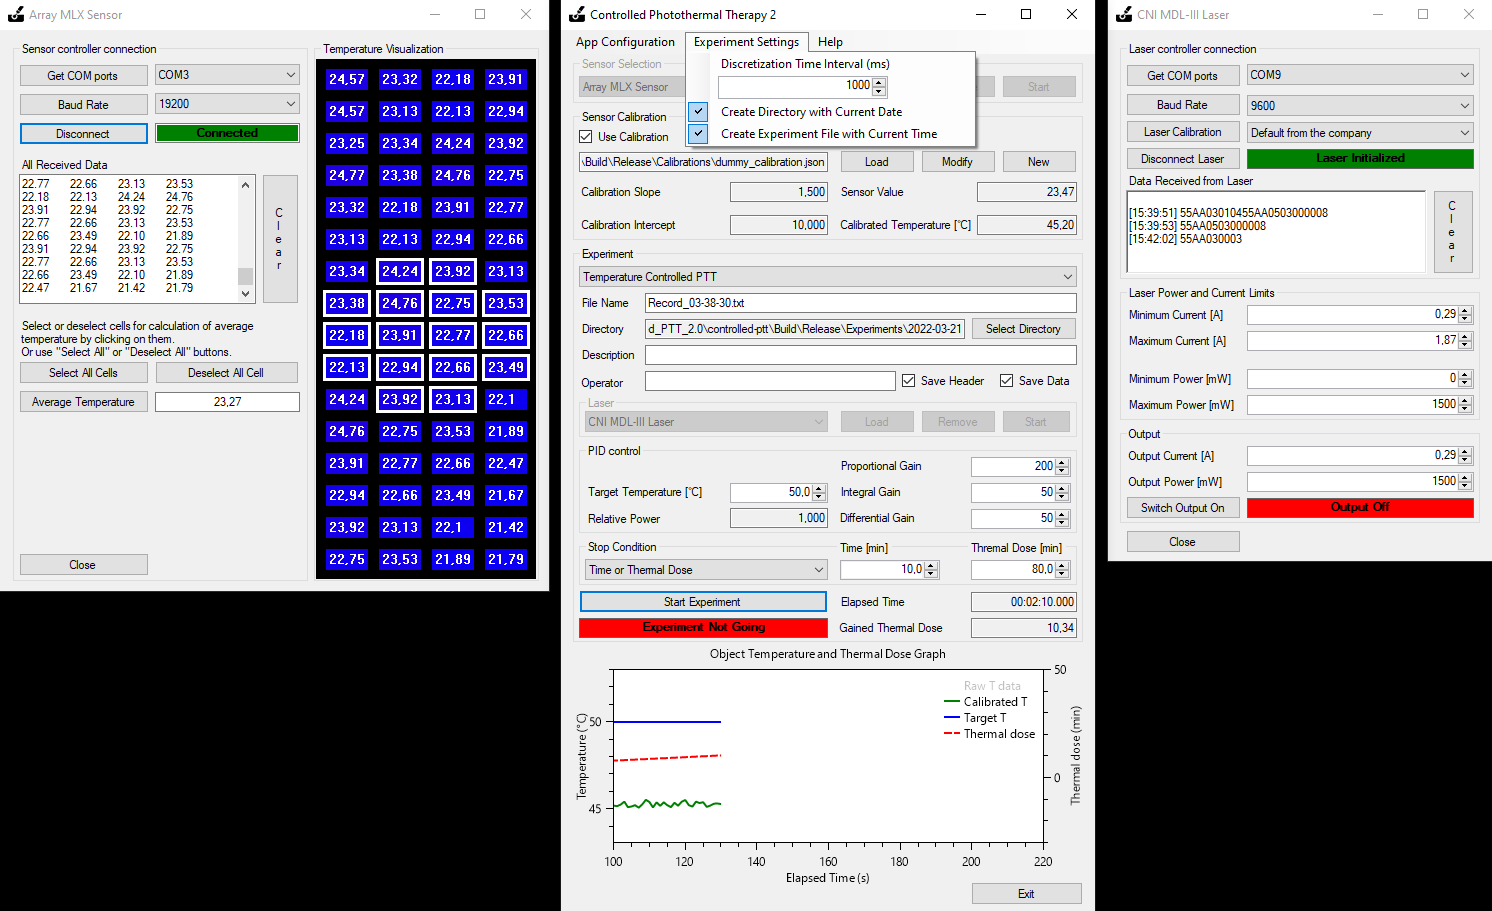 Array MLX Sensor
Sensor controller connection
Get COM ports
COM3
Baud Rate
19200
Disconnect
Connected
All Received Data
22.77 22.66 23.13 23.53
22.18 22.13 24.24 24.76
23.91 22.94 23.92 22.75
22.77 22.66 23.13 23.53
22.66 23.49 22.10 21.89
23.91 22.94 23.92 22.75
22.77 22.66 23.13 23.53
22.66 23.49 22.10 21.89
22.47 21.67 21.42 21.79
Clear
Select or deselect cells for calculation of average
temperature by clicking on them.
Or use "Select All" or "Deselect All" buttons.
Select All Cells
Deselect All Cell
Average Temperature
23,27
Close
Temperature Visualization
24,57 23,32 22,18 23,91
24,57 23,13 22,13 22,94
23,25 23,34 24,24 23,92
24,77 23,38 24,76 22,75
23,32 22,18 23,91 22,77
23,13 22,13 22,94 22,66
23,34 24,24 23,92 23,13
23,38 24,76 22,75 23,53
22,18 23,91 22,77 22,66
22,13 22,94 22,66 23,49
24,24 23,92 23,13 22,1
24,76 22,75 23,53 21,89
23,91 22,77 22,66 22,47
22,94 22,66 23,49 21,67
23,92 23,13 22,1 21,42
22,75 23,53 21,89 21,79
Controlled Photothermal Therapy 2
App Configuration
Experiment Settings
Help
Discretization Time Interval (ms)
1000
Create Directory with Current Date
Create Experiment File with Current Time
Sensor Selection
Array MLX Sensor
Start
Sensor Calibration
Use Calibration
\Build\Release\Calibrations\dummy_calibration.json
Load
Modify
New
Calibration Slope
1,500
Sensor Value
23,47
Calibration Intercept
10,000
Calibrated Temperature [°C]
45,20
Experiment
Temperature Controlled PTT
File Name
Record_03-38-30.txt
Directory
d_PTT_2.0\controlled-ptt\Build\Release\Experiments\2022-03-21
Select Directory
Description
Operator
Save Header
Save Data
Laser
CNI MDL-III Laser
Load
Remove
Start
PID control
Proportional Gain
200
Target Temperature [°C]
50,0
Integral Gain
50
Relative Power
1,000
Differential Gain
50
Stop Condition
Time [min]
Thremal Dose [min]
Time or Thermal Dose
10,0
80,0
Start Experiment
Elapsed Time
00:02:10.000
Experiment Not Going
Gained Thermal Dose
10,34
Object Temperature and Thermal Dose Graph
Raw T data
Calibrated T
Target T
Thermal dose
Temperature (°C)
50
45
Thermal dose (min)
50
0
100 120 140 160 180 200 220
Elapsed Time (s)
Exit
CNI MDL-III Laser
Laser controller connection
Get COM ports
COM9
Baud Rate
9600
Laser Calibration
Default from the company
Disconnect Laser
Laser Initialized
Data Received from Laser
[15:39:51] 55AA03010455AA0503000008
[15:39:53] 55AA0503000008
[15:42:02] 55AA030003
Clear
Laser Power and Current Limits
Minimum Current [A]
0,29
Maximum Current [A]
1,87
Minimum Power [mW]
0
Maximum Power [mW]
1500
Output
Output Current [A]
0,29
Output Power [mW]
1500
Switch Output On
Output Off
Close